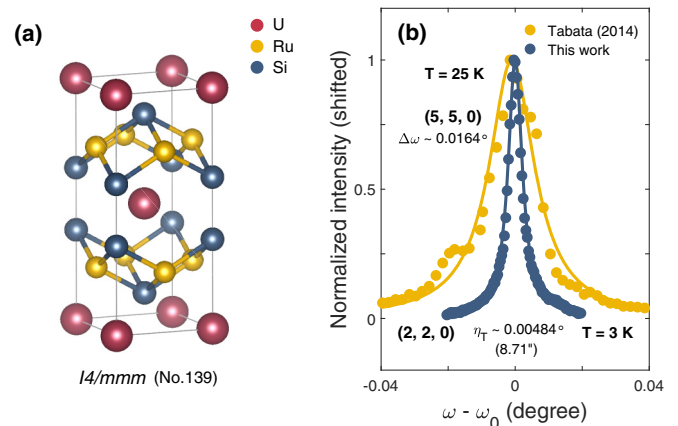 (a)
U
Ru
Si
I4/mmm (No.139)
(b)
Tabata (2014)
This work
T = 25 K
(5, 5, 0)
Δω ~ 0.0164°
(2, 2, 0)
η_T ~ 0.00484°
(8.71")
T = 3 K
Normalized intensity (shifted)
1
0.5
0
-0.04
0
0.04
ω - ω_0 (degree)